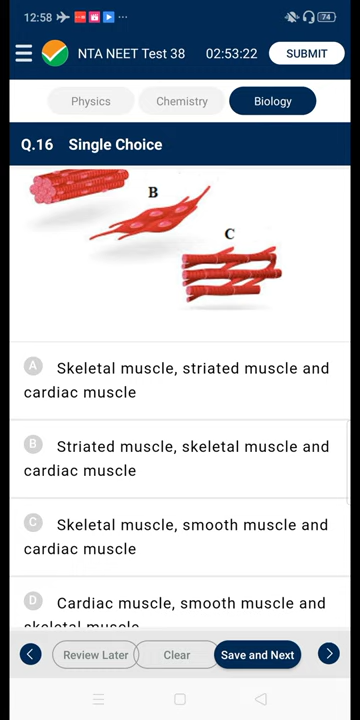 12:58
74
NTA NEET Test 38
02:53:22
SUBMIT
Physics
Chemistry
Biology
Q.16 Single Choice
B
C
A Skeletal muscle, striated muscle and
cardiac muscle
B Striated muscle, skeletal muscle and
cardiac muscle
C Skeletal muscle, smooth muscle and
cardiac muscle
D Cardiac muscle, smooth muscle and
skeletal muscle
Review Later
Clear
Save and Next